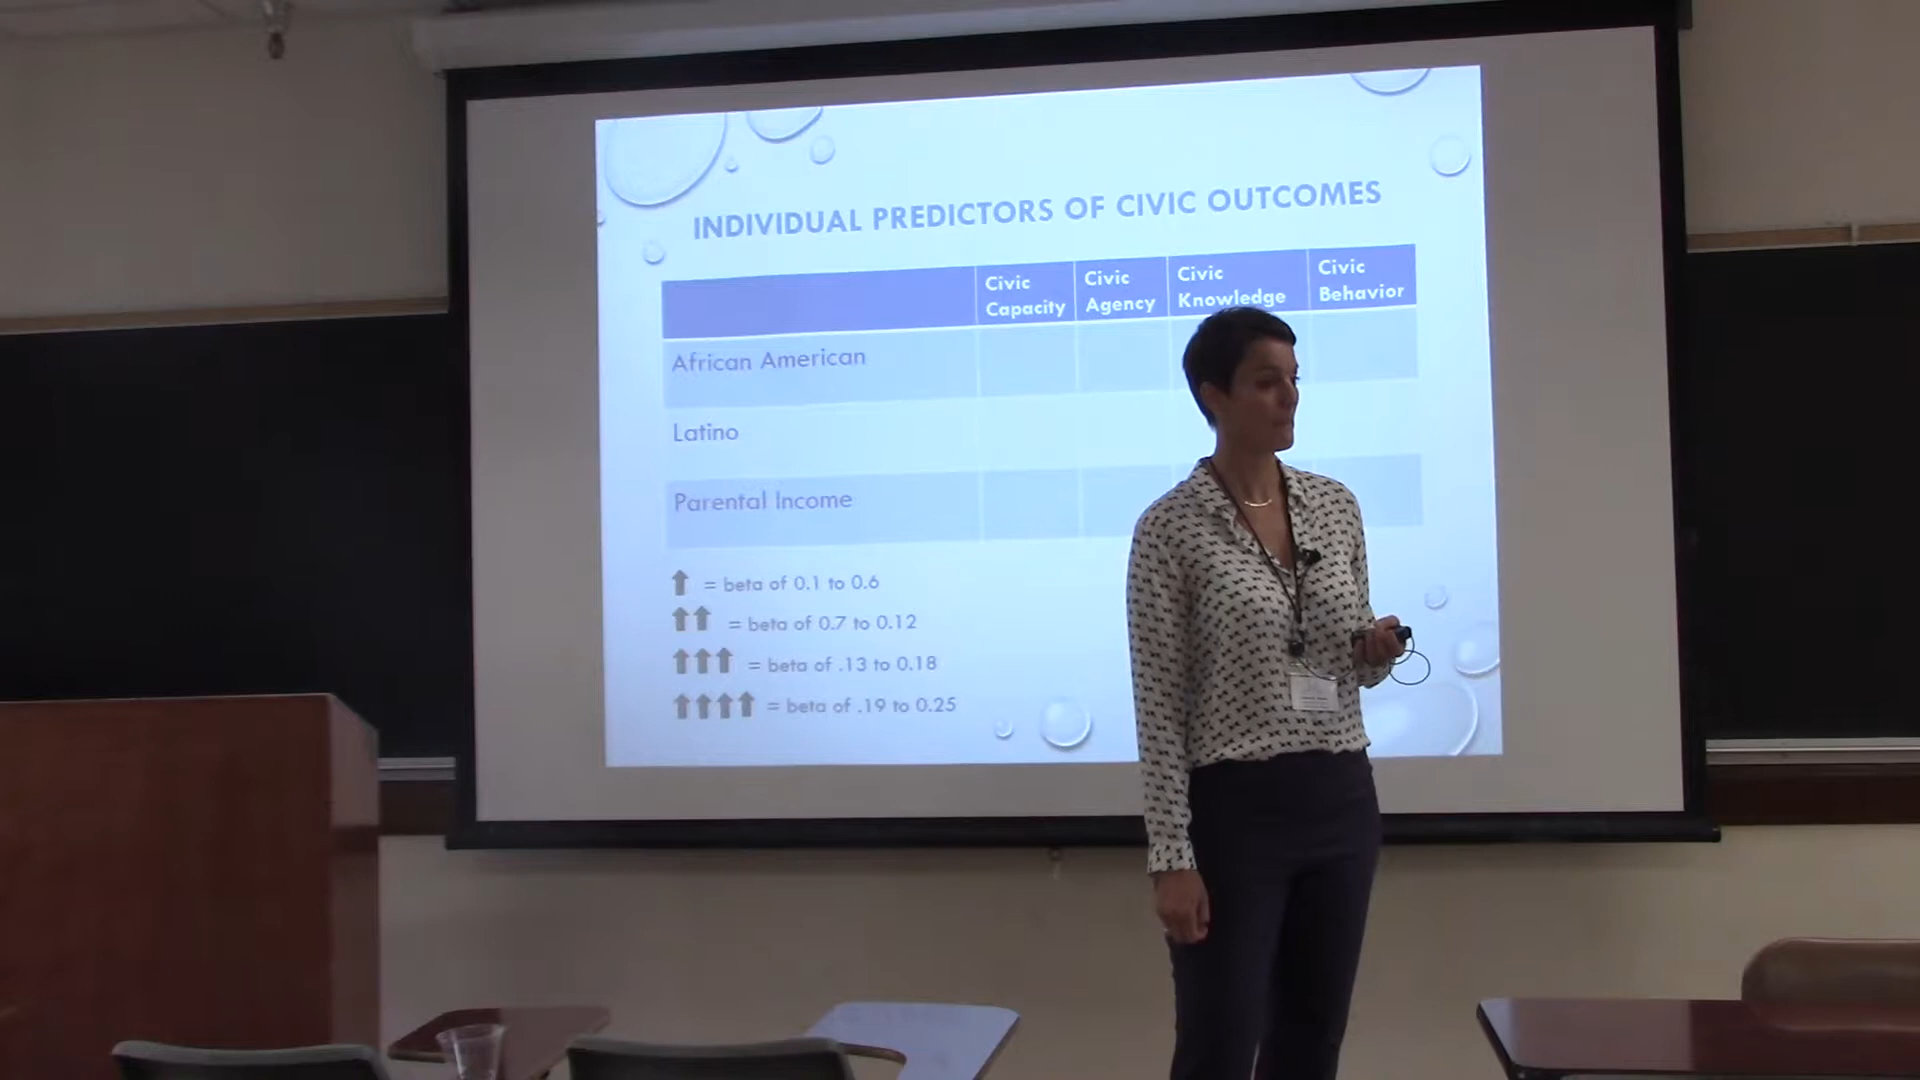 INDIVIDUAL PREDICTORS OF CIVIC OUTCOMES
Civic Capacity
Civic Agency
Civic Knowledge
Civic Behavior
African American
Latino
Parental Income
= beta of 0.1 to 0.6
= beta of 0.7 to 0.12
= beta of .13 to 0.18
= beta of .19 to 0.25